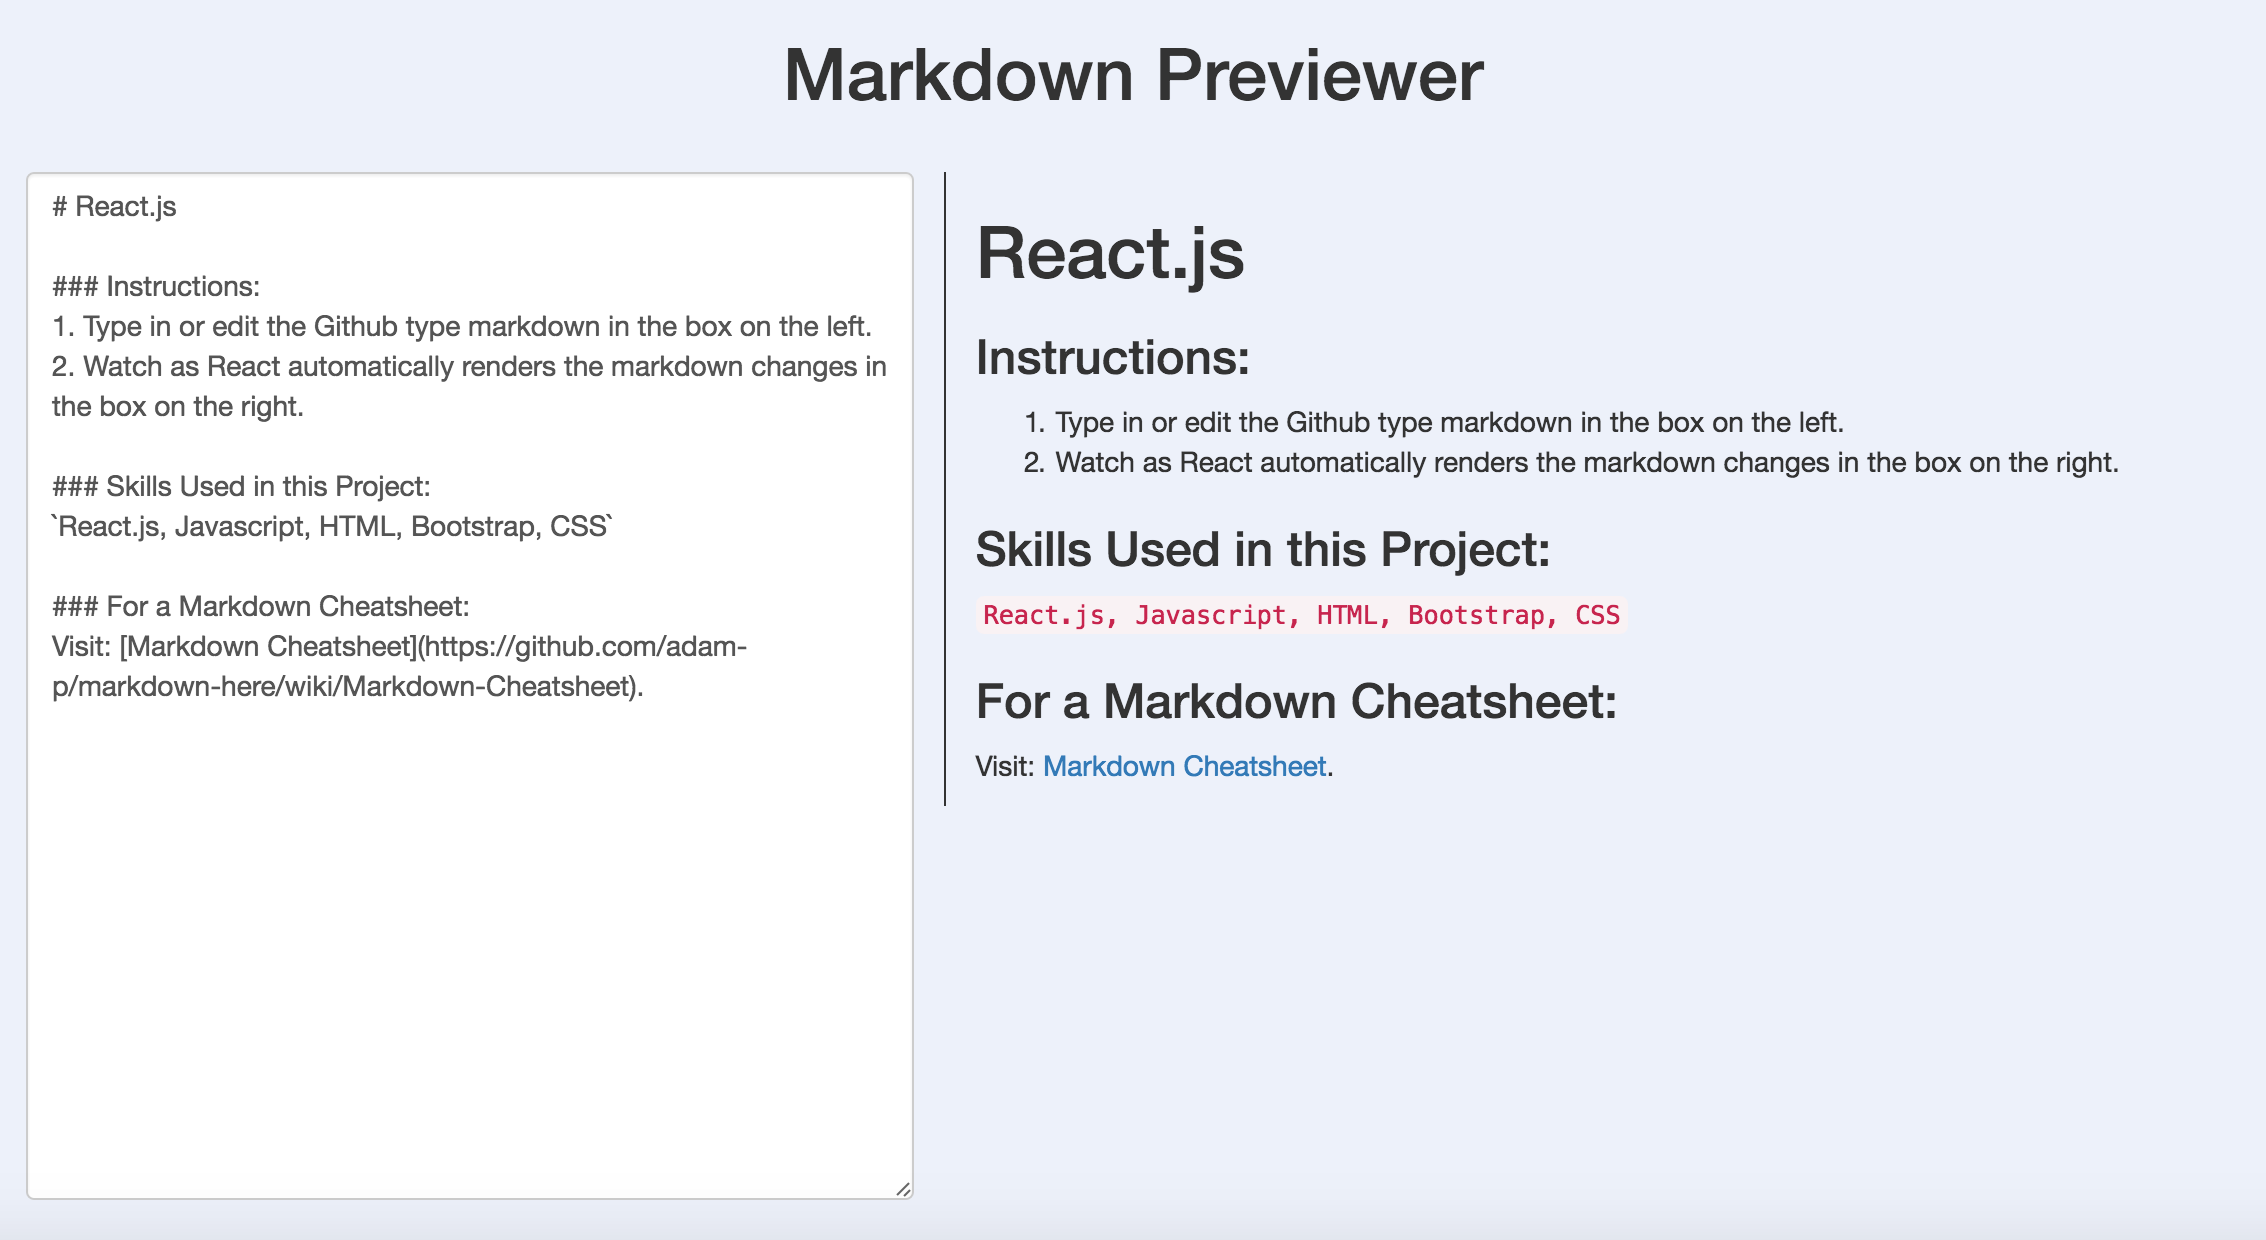 Markdown Previewer
# React.js
### Instructions:
1. Type in or edit the Github type markdown in the box on the left.
2. Watch as React automatically renders the markdown changes in
the box on the right.
### Skills Used in this Project:
`React.js, Javascript, HTML, Bootstrap, CSS`
### For a Markdown Cheatsheet:
Visit: [Markdown Cheatsheet](https://github.com/adam-
p/markdown-here/wiki/Markdown-Cheatsheet).
React.js
Instructions:
1. Type in or edit the Github type markdown in the box on the left.
2. Watch as React automatically renders the markdown changes in the box on the right.
Skills Used in this Project:
React.js, Javascript, HTML, Bootstrap, CSS
For a Markdown Cheatsheet:
Visit: Markdown Cheatsheet.